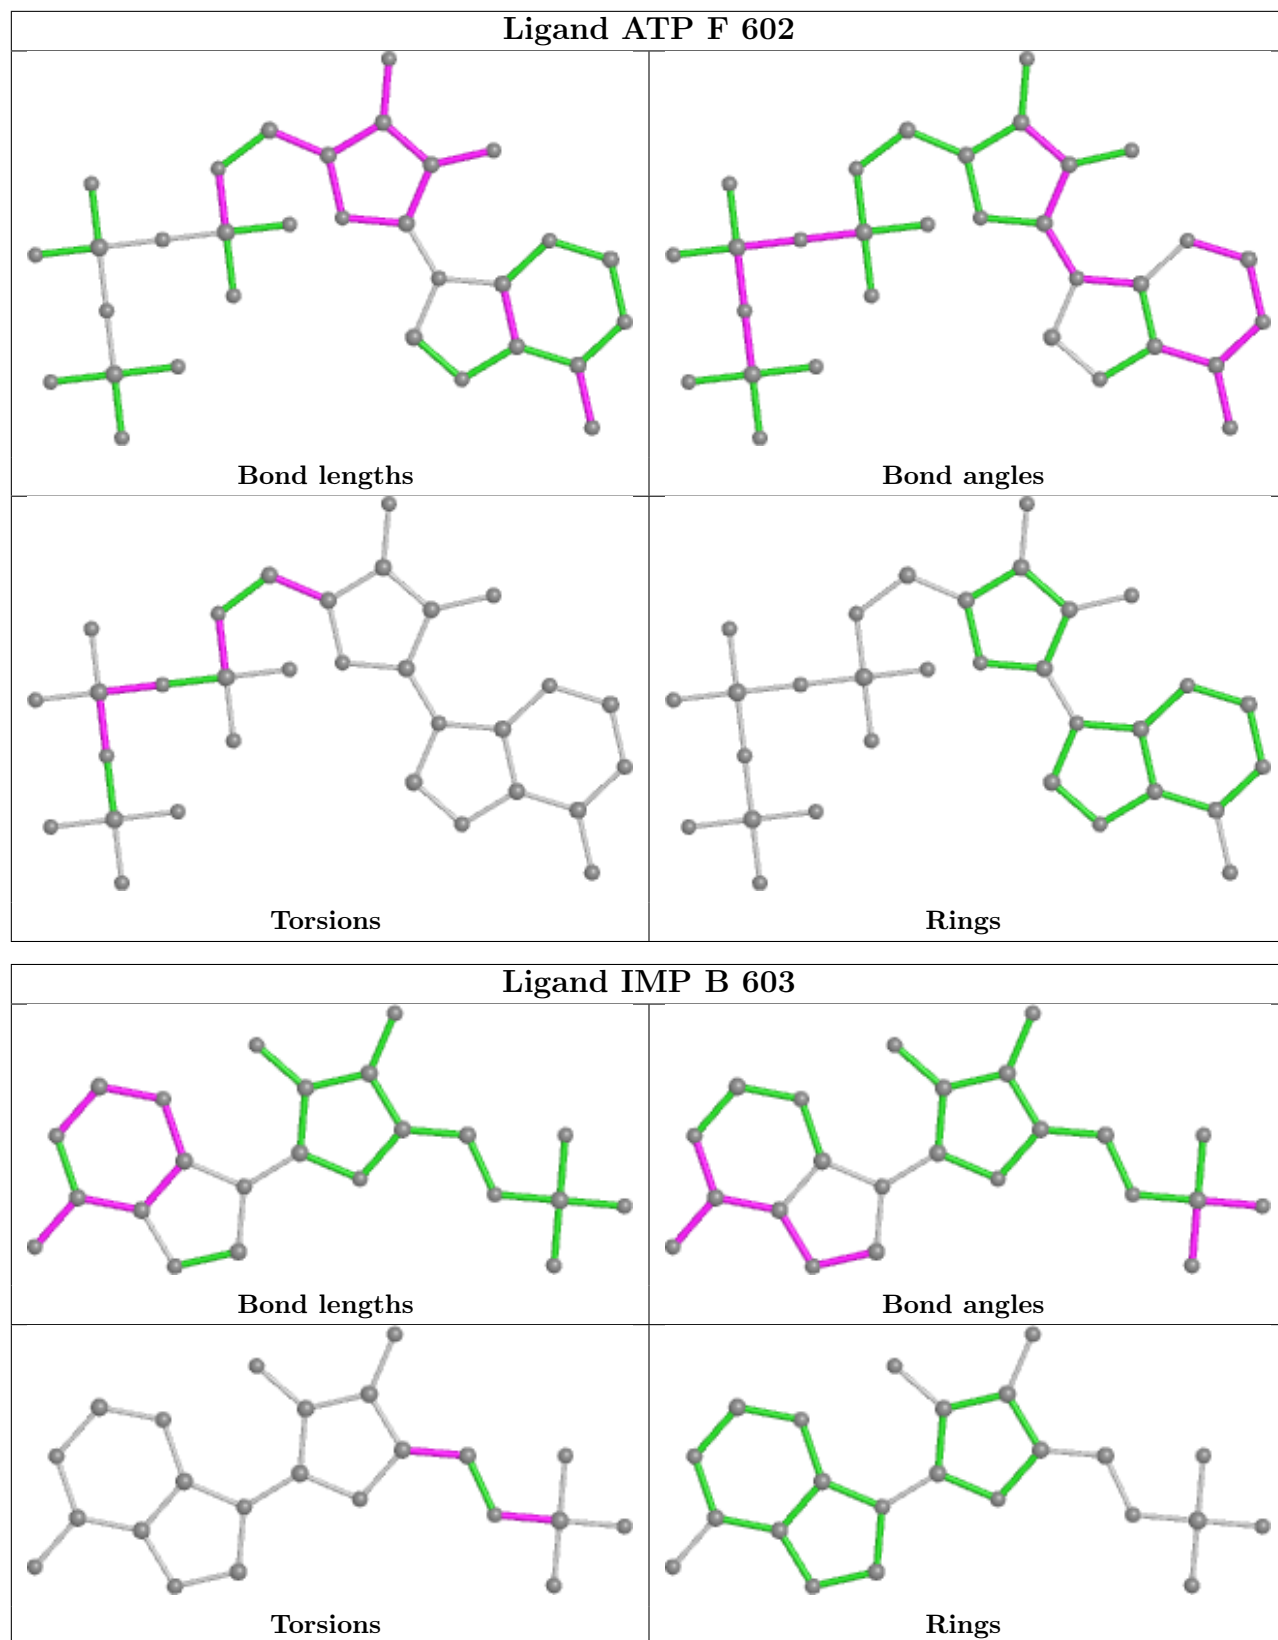 Ligand ATP F 602
Bond lengths
Bond angles
Torsions
Rings
Ligand IMP B 603
Bond lengths
Bond angles
Torsions
Rings